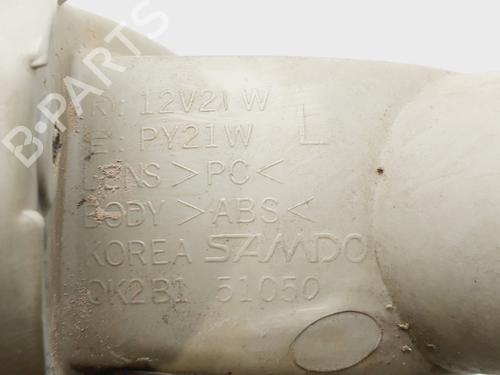 B-PARTS
D: 12V21W
E: PY21W L
LENS >PC<
BODY >ABS<
KOREA SAMDO
0K2B1 51050